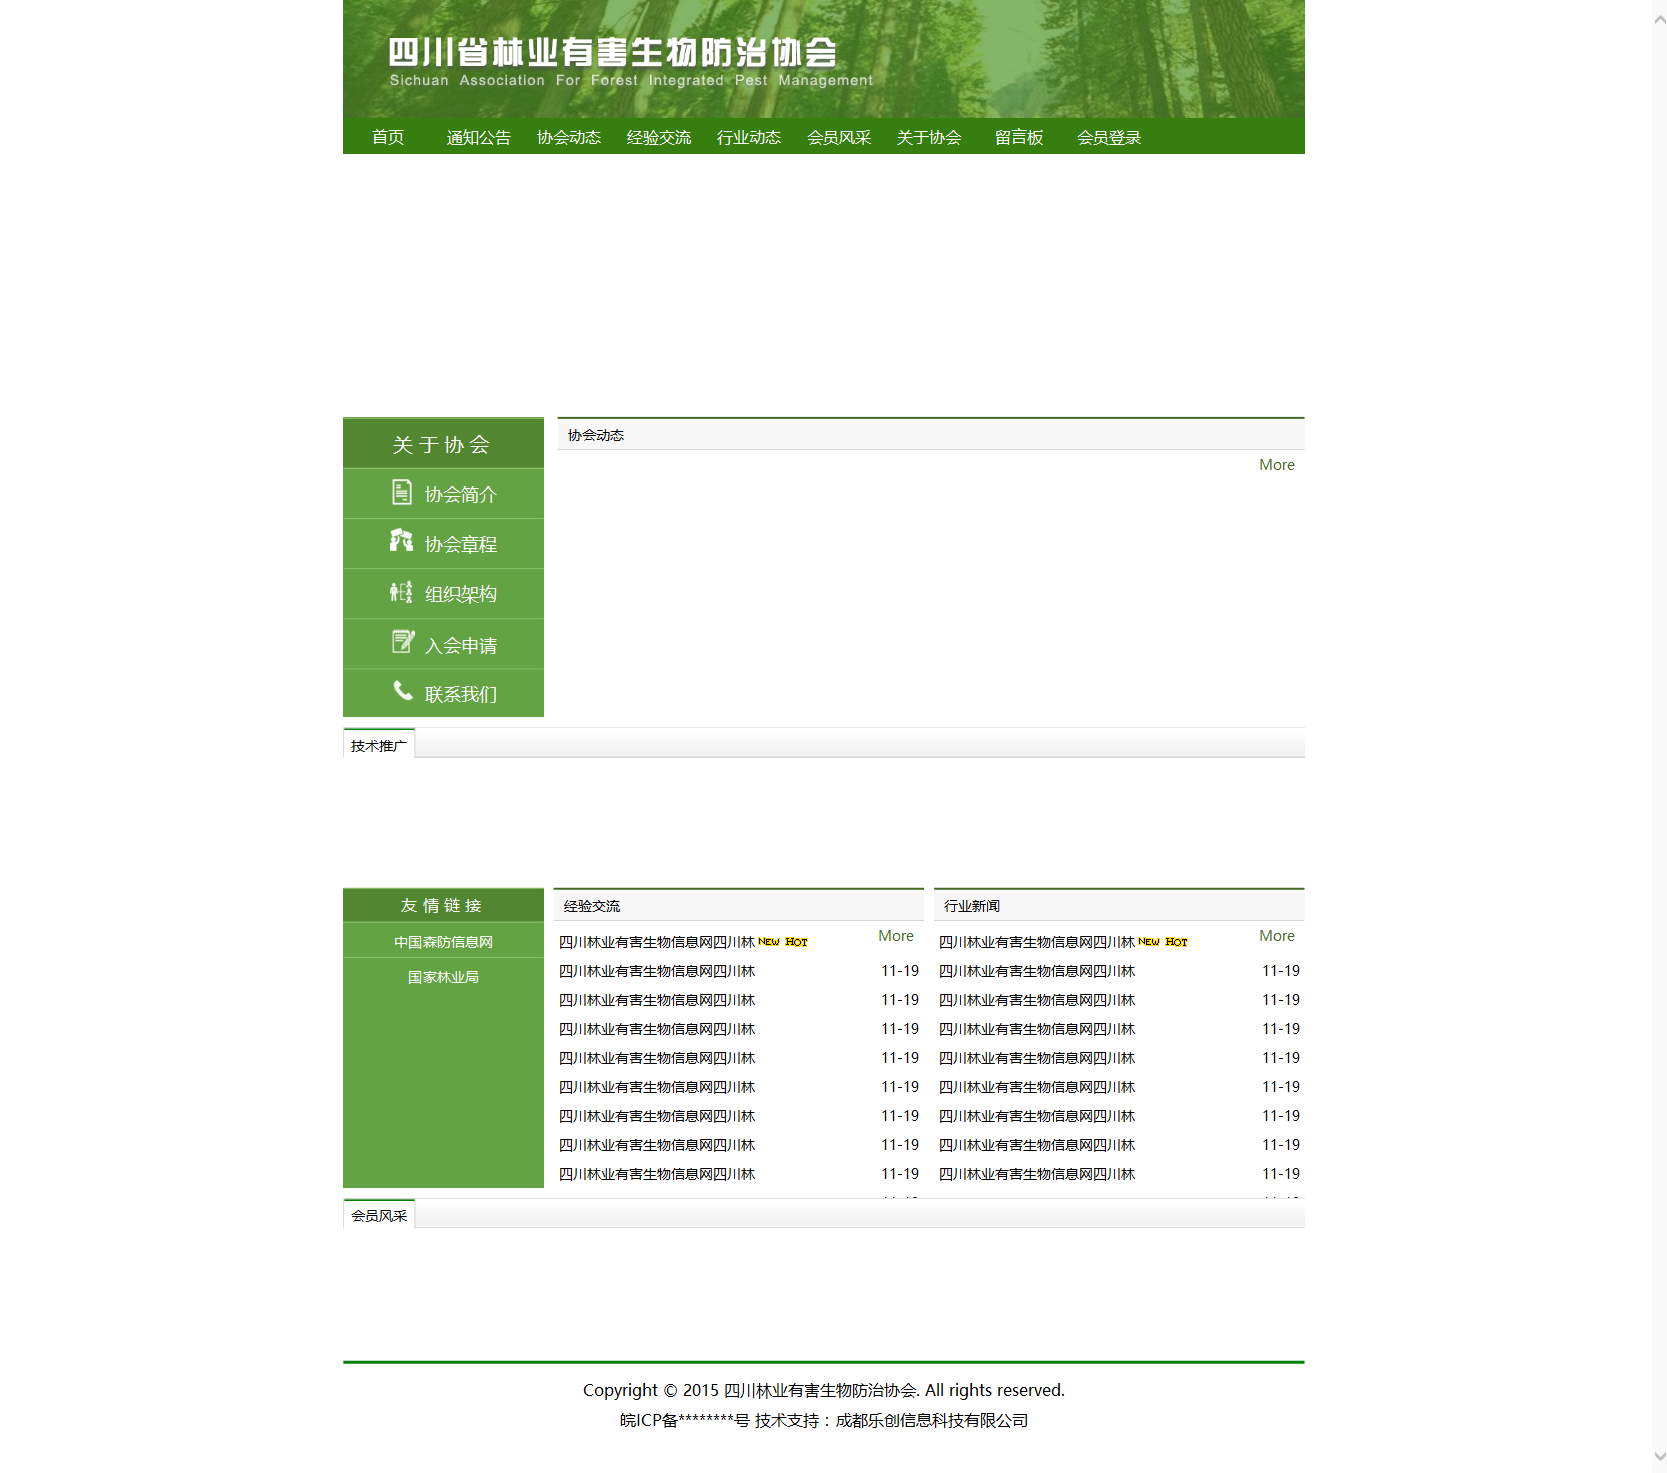 四川省林业有害生物防治协会
Sichuan Association For Forest Integrated Pest Management
首页 通知公告 协会动态 经验交流 行业动态 会员风采 关于协会 留言板 会员登录
关于协会
协会简介
协会章程
组织架构
入会申请
联系我们
协会动态
More
技术推广
友情链接
中国森防信息网
国家林业局
经验交流
More
四川林业有害生物信息网四川林 NEW HOT
四川林业有害生物信息网四川林 11-19
四川林业有害生物信息网四川林 11-19
四川林业有害生物信息网四川林 11-19
四川林业有害生物信息网四川林 11-19
四川林业有害生物信息网四川林 11-19
四川林业有害生物信息网四川林 11-19
四川林业有害生物信息网四川林 11-19
四川林业有害生物信息网四川林 11-19
行业新闻
More
四川林业有害生物信息网四川林 NEW HOT
四川林业有害生物信息网四川林 11-19
四川林业有害生物信息网四川林 11-19
四川林业有害生物信息网四川林 11-19
四川林业有害生物信息网四川林 11-19
四川林业有害生物信息网四川林 11-19
四川林业有害生物信息网四川林 11-19
四川林业有害生物信息网四川林 11-19
四川林业有害生物信息网四川林 11-19
会员风采
Copyright © 2015 四川林业有害生物防治协会. All rights reserved.
皖ICP备********号 技术支持：成都乐创信息科技有限公司